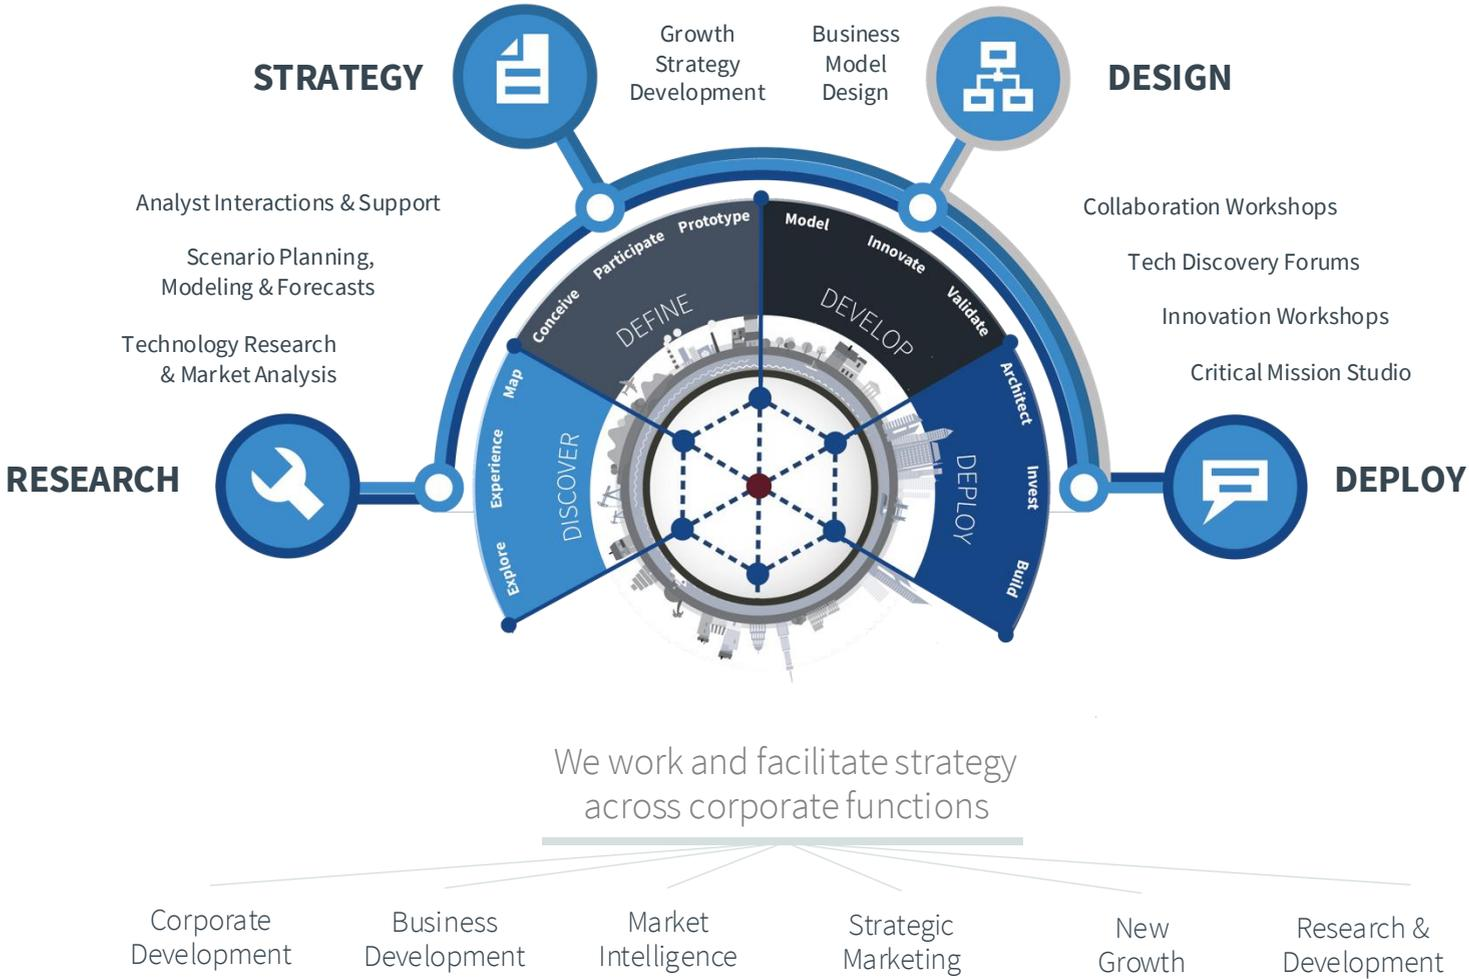 STRATEGY
Growth
Strategy
Development
Business
Model
Design
DESIGN
Analyst Interactions & Support
Scenario Planning,
Modeling & Forecasts
Technology Research
& Market Analysis
RESEARCH
Collaboration Workshops
Tech Discovery Forums
Innovation Workshops
Critical Mission Studio
DEPLOY
Explore
Experience
Map
DISCOVER
Conceive
Participate
Prototype
DEFINE
Model
Innovate
Validate
DEVELOP
Architect
Invest
Build
DEPLOY
We work and facilitate strategy
across corporate functions
Corporate
Development
Business
Development
Market
Intelligence
Strategic
Marketing
New
Growth
Research &
Development